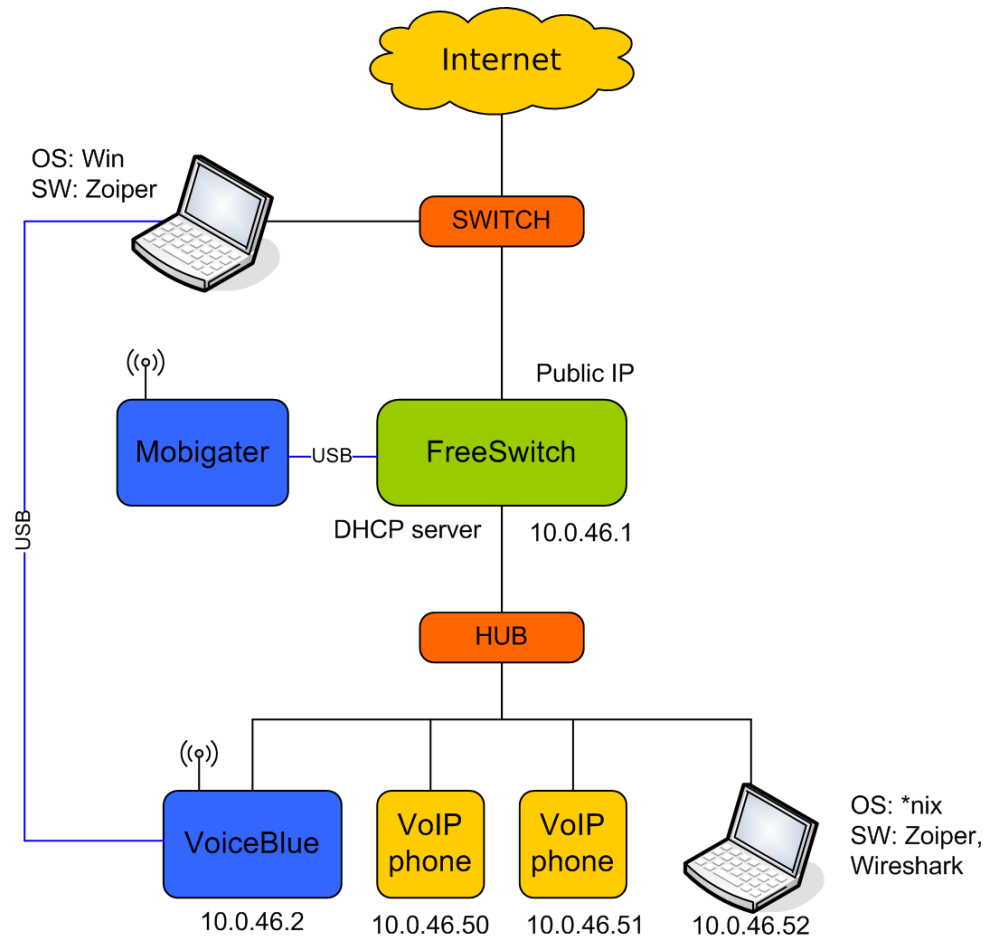 Internet
OS: Win
SW: Zoiper
SWITCH
Public IP
Mobigater
USB
FreeSwitch
DHCP server
10.0.46.1
USB
HUB
VoiceBlue
VoIP
phone
VoIP
phone
OS: *nix
SW: Zoiper,
Wireshark
10.0.46.2
10.0.46.50
10.0.46.51
10.0.46.52